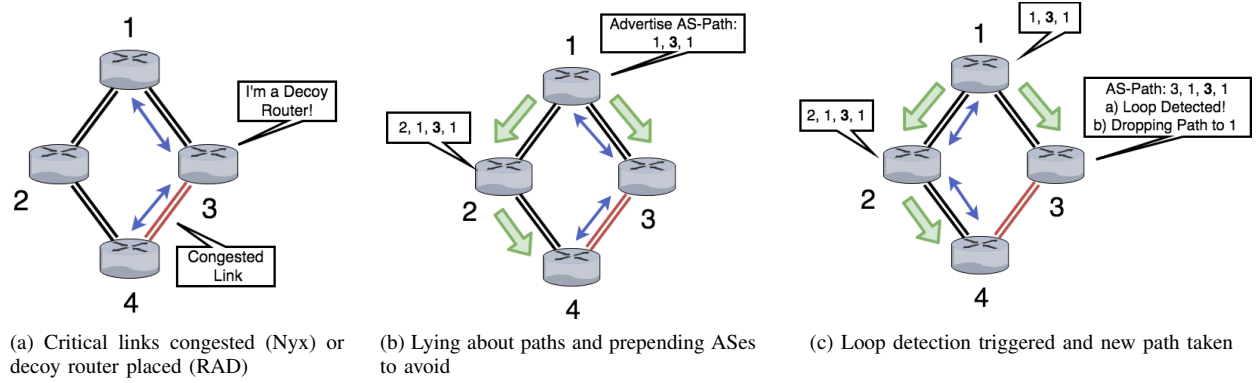 1
I'm a Decoy
Router!
2
3
Congested
Link
4
(a) Critical links congested (Nyx) or
decoy router placed (RAD)
Advertise AS-Path:
1, 3, 1
1
2, 1, 3, 1
2
3
4
(b) Lying about paths and prepending ASes
to avoid
1, 3, 1
1
AS-Path: 3, 1, 3, 1
a) Loop Detected!
b) Dropping Path to 1
2, 1, 3, 1
2
3
4
(c) Loop detection triggered and new path taken